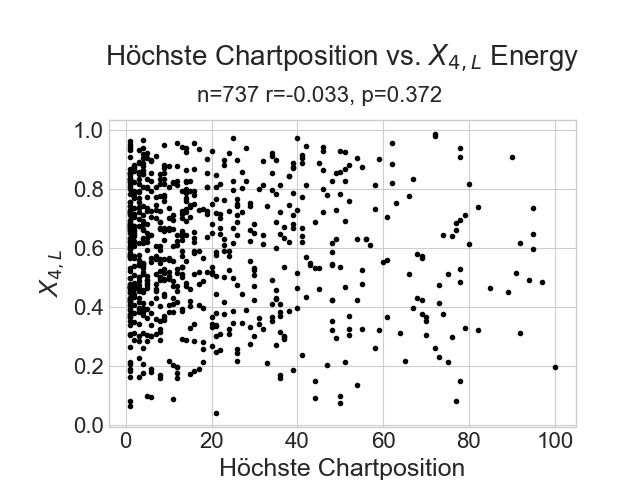 Höchste Chartposition vs. X4, L Energy
n=737 r=-0.033, p=0.372
1.0
0.8
0.6
0.4
0.2
0.0
X4, L
0 20 40 60 80 100
Höchste Chartposition